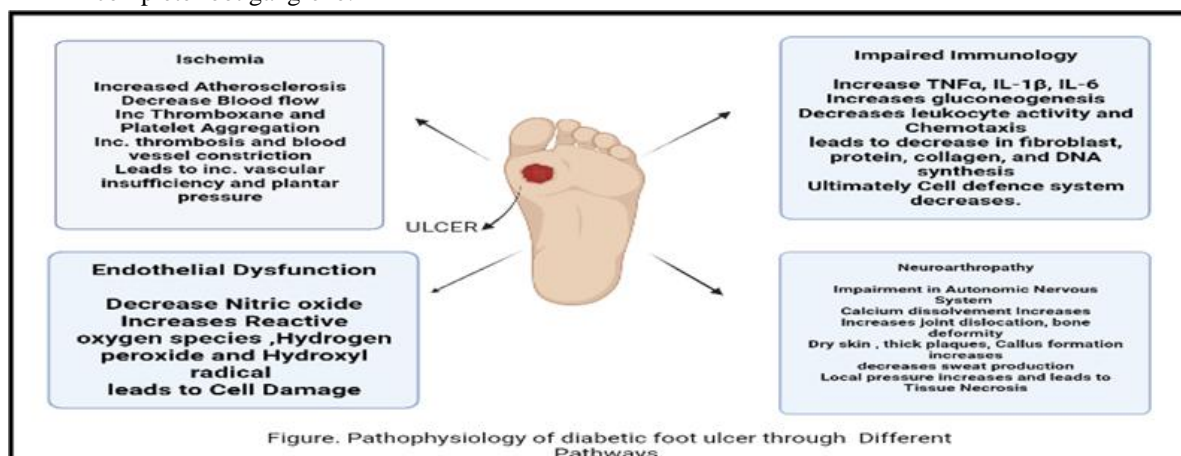 Ischemia
Increased Atherosclerosis
Decrease Blood flow
Inc Thromboxane and
Platelet Aggregation
Inc. thrombosis and blood
vessel constriction
Leads to inc. vascular
insufficiency and plantar
pressure
Impaired Immunology
Increase TNFα, IL-1β, IL-6
Increases gluconeogenesis
Decreases leukocyte activity and
Chemotaxis
leads to decrease in fibroblast,
protein, collagen, and DNA
synthesis
Ultimately Cell defence system
decreases.
ULCER
Endothelial Dysfunction
Decrease Nitric oxide
Increases Reactive
oxygen species ,Hydrogen
peroxide and Hydroxyl
radical
leads to Cell Damage
Neuroarthropathy
Impairment in Autonomic Nervous
System
Calcium dissolvement Increases
Increases joint dislocation, bone
deformity
Dry skin , thick plaques, Callus formation
increases
decreases sweat production
Local pressure increases and leads to
Tissue Necrosis
Figure. Pathophysiology of diabetic foot ulcer through Different
Pathways